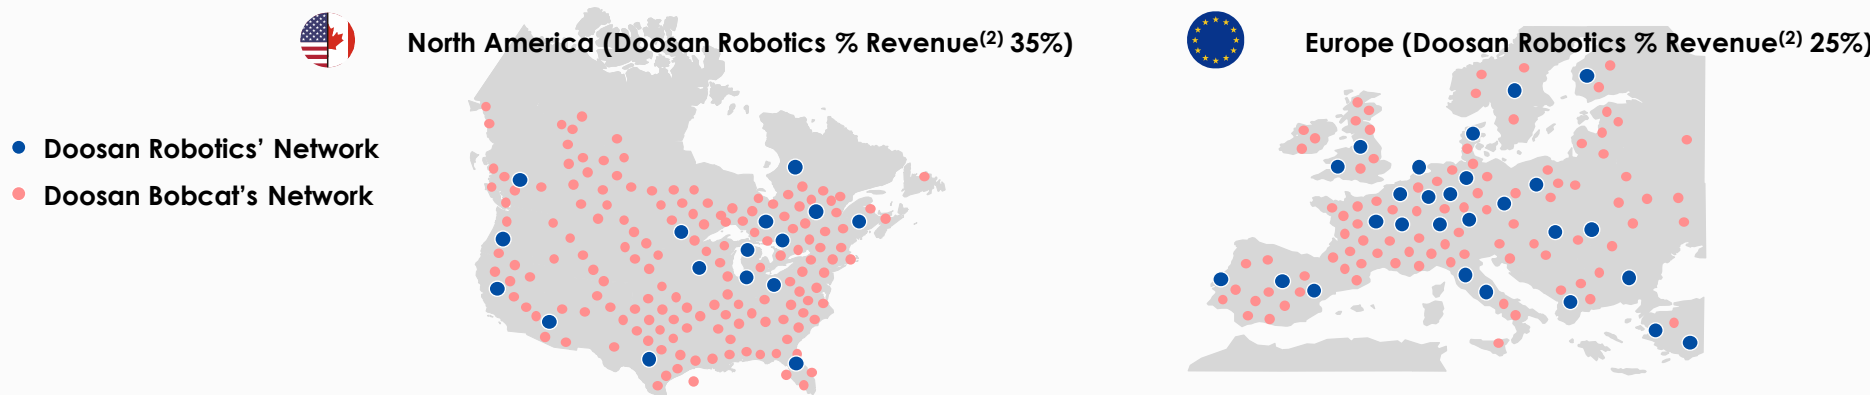 North America (Doosan Robotics % Revenue(2) 35%)
Europe (Doosan Robotics % Revenue(2) 25%)
Doosan Robotics’ Network
Doosan Bobcat’s Network